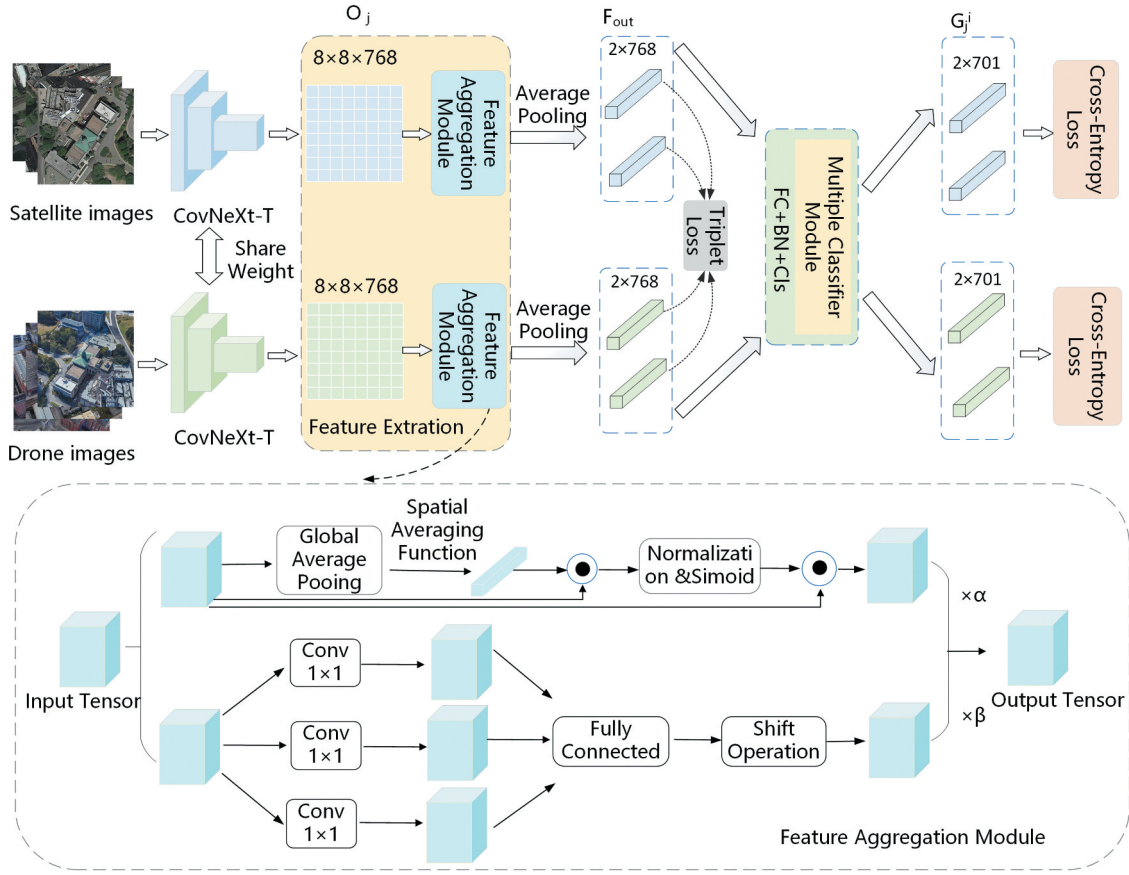 O j
F out
G j i
8×8×768
Feature
Aggregation
Module
Average
Pooling
2×768
Triplet
Loss
FC+BN+Cls
Multiple Classifier
Module
2×701
Cross-Entropy
Loss
Satellite images
CovNeXt-T
Share
Weight
8×8×768
Feature
Aggregation
Module
Average
Pooling
2×768
2×701
Cross-Entropy
Loss
Drone images
CovNeXt-T
Feature Extration
Input Tensor
Global
Average
Pooing
Spatial
Averaging
Function
Normalizati
on &Simoid
×α
Conv
1×1
Conv
1×1
Conv
1×1
Fully
Connected
Shift
Operation
×β
Output Tensor
Feature Aggregation Module